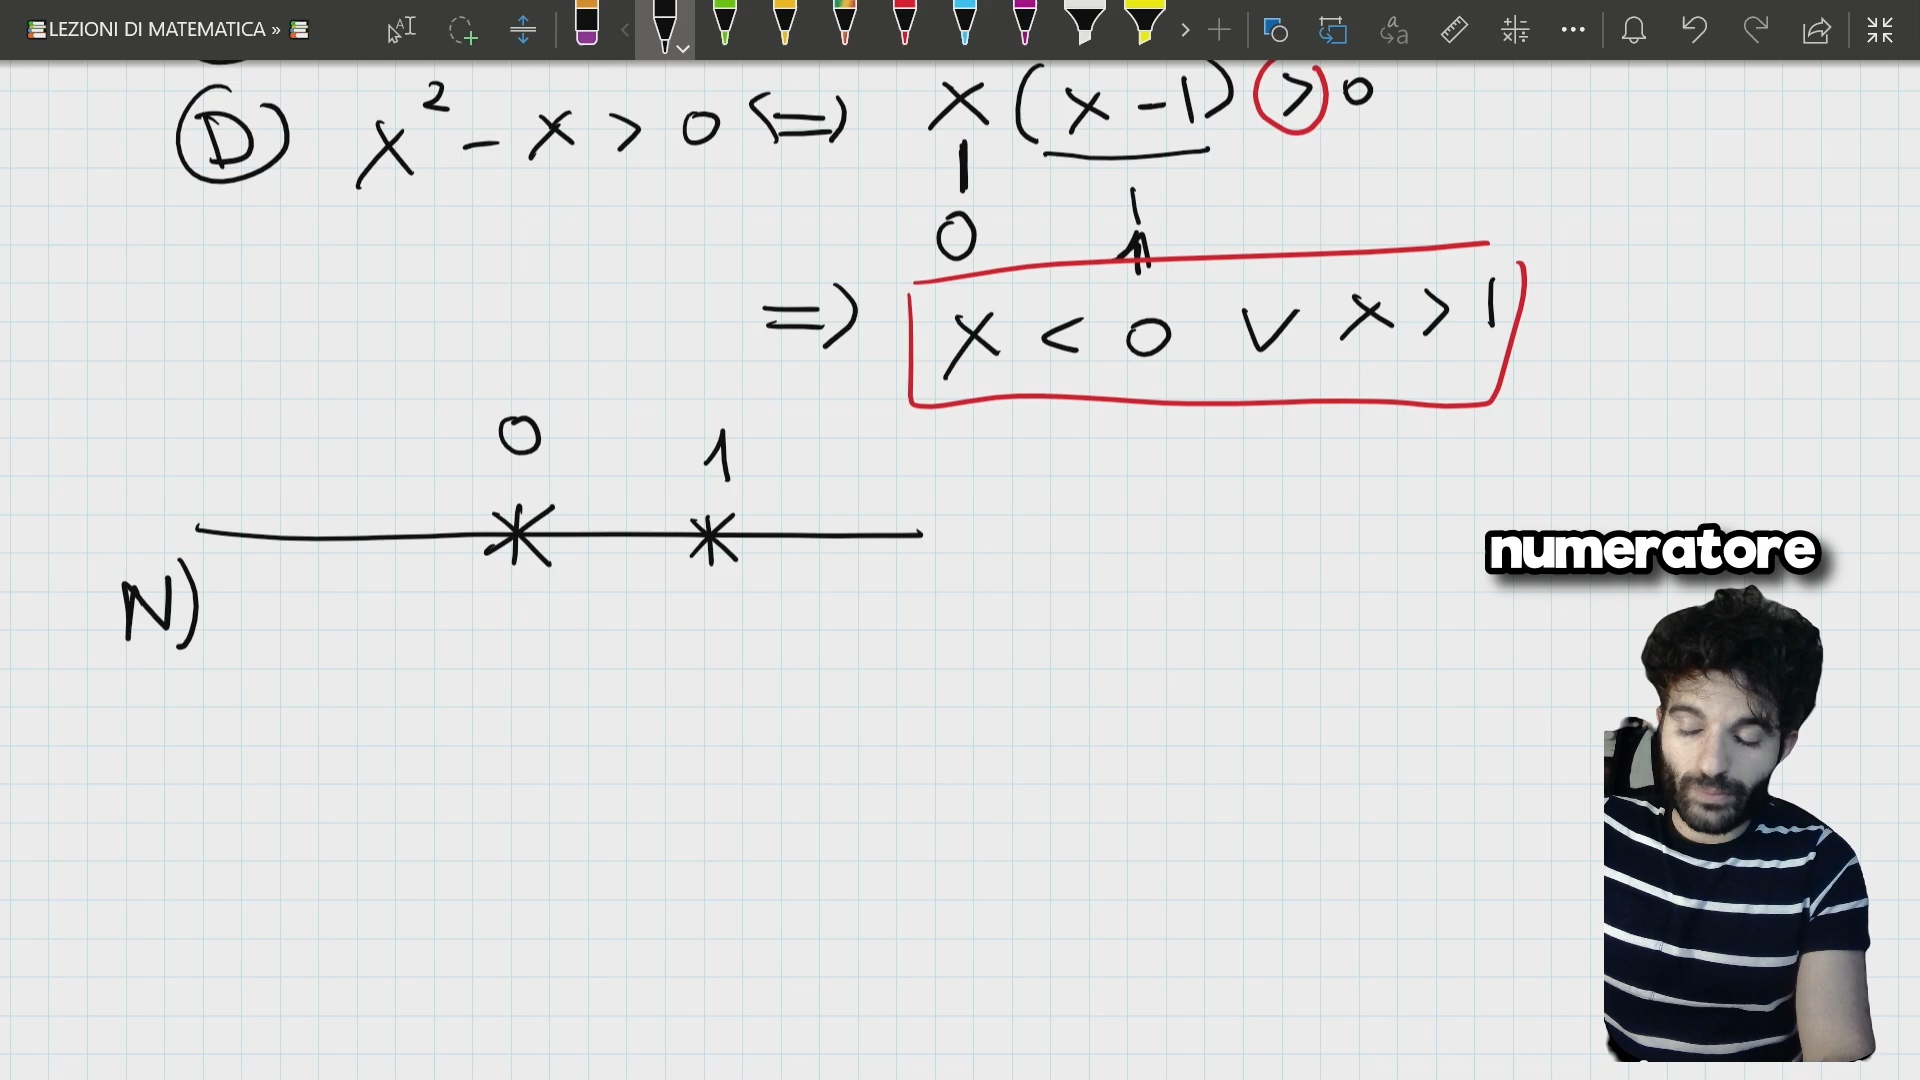 LEZIONI DI MATEMATICA »
D x² - x > 0 <=> x (x - 1) > 0
0 1
=> x < 0 ∨ x > 1
0 1
numeratore
N)